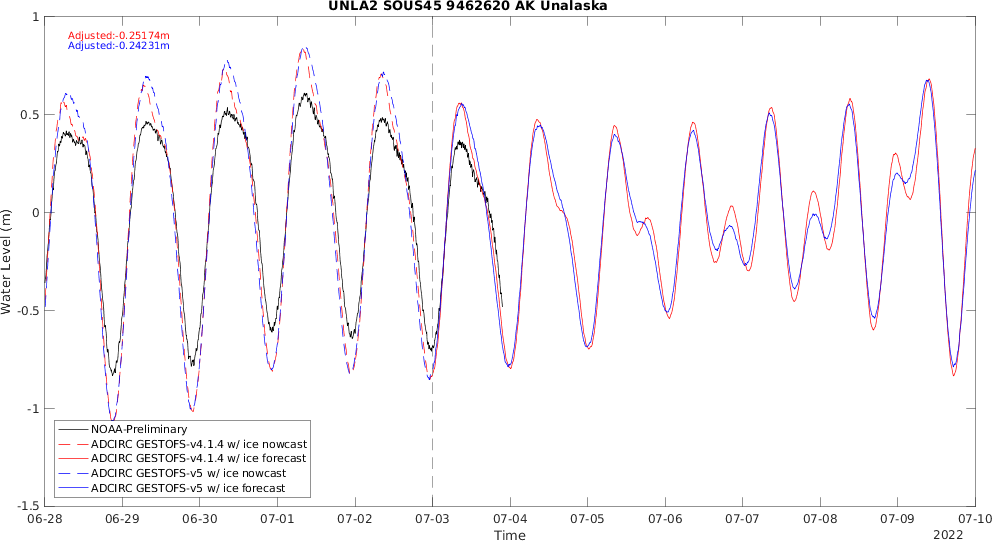 UNLA2 SOUS45 9462620 AK Unalaska
Adjusted:-0.25174m
Adjusted:-0.24231m
Water Level (m)
1
0.5
0
-0.5
-1
-1.5
NOAA-Preliminary
ADCIRC GESTOFS-v4.1.4 w/ ice nowcast
ADCIRC GESTOFS-v4.1.4 w/ ice forecast
ADCIRC GESTOFS-v5 w/ ice nowcast
ADCIRC GESTOFS-v5 w/ ice forecast
06-28 06-29 06-30 07-01 07-02 07-03 07-04 07-05 07-06 07-07 07-08 07-09 07-10
Time
2022